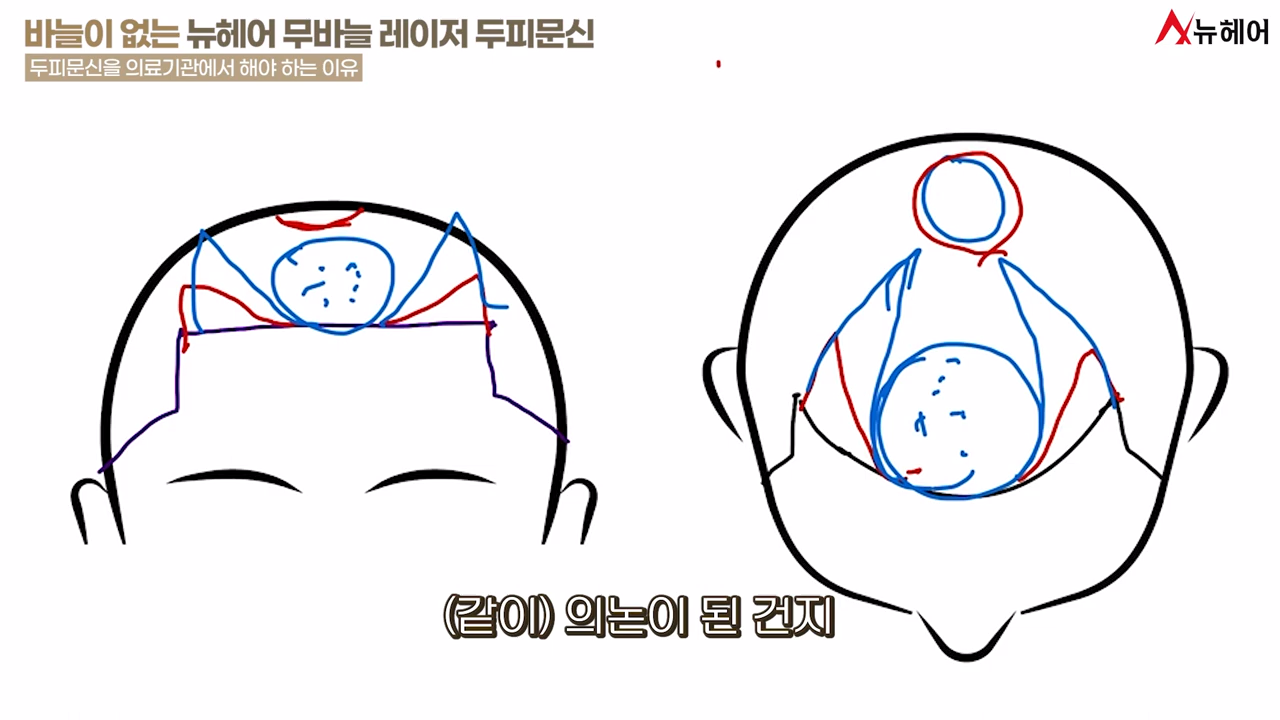 바늘이 없는 뉴헤어 무바늘 레이저 두피문신
두피문신을 의료기관에서 해야 하는 이유
뉴헤어
(같이) 의논이 된 건지